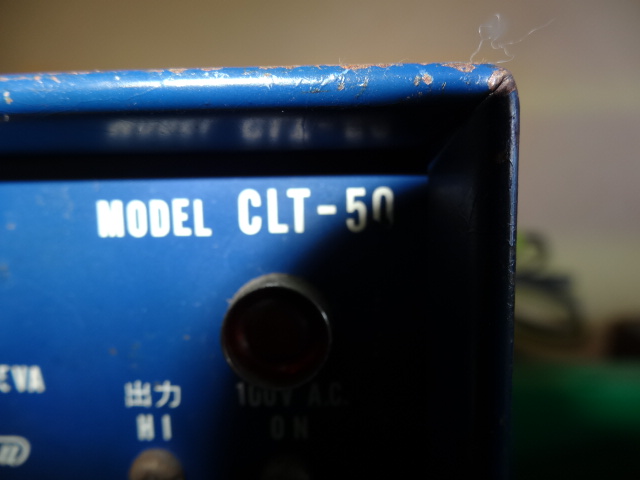 MODEL CLT-50
EVA
出力
100V A.C.
HI
ON